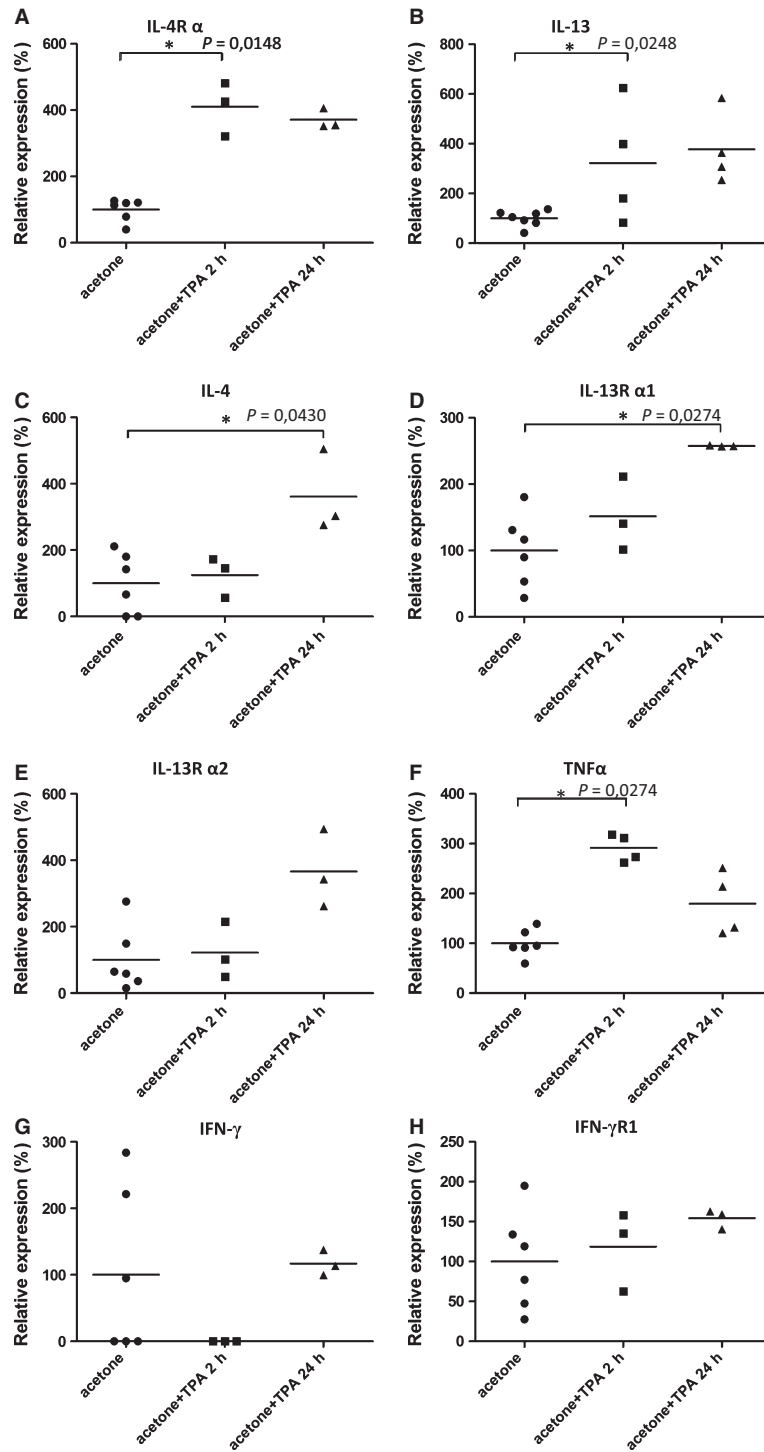 A
IL-4R α
* P = 0,0148
Relative expression (%)
600
400
200
0
acetone
acetone+TPA 2 h
acetone+TPA 24 h
B
IL-13
* P = 0,0248
Relative expression (%)
800
600
400
200
0
acetone
acetone+TPA 2 h
acetone+TPA 24 h
C
IL-4
* P = 0,0430
Relative expression (%)
600
400
200
0
acetone
acetone+TPA 2 h
acetone+TPA 24 h
D
IL-13R α1
* P = 0,0274
Relative expression (%)
300
200
100
0
acetone
acetone+TPA 2 h
acetone+TPA 24 h
E
IL-13R α2
Relative expression (%)
600
400
200
0
acetone
acetone+TPA 2 h
acetone+TPA 24 h
F
TNFα
* P = 0,0274
Relative expression (%)
400
300
200
100
0
acetone
acetone+TPA 2 h
acetone+TPA 24 h
G
IFN-γ
Relative expression (%)
300
200
100
0
acetone
acetone+TPA 2 h
acetone+TPA 24 h
H
IFN-γR1
Relative expression (%)
250
200
150
100
50
0
acetone
acetone+TPA 2 h
acetone+TPA 24 h